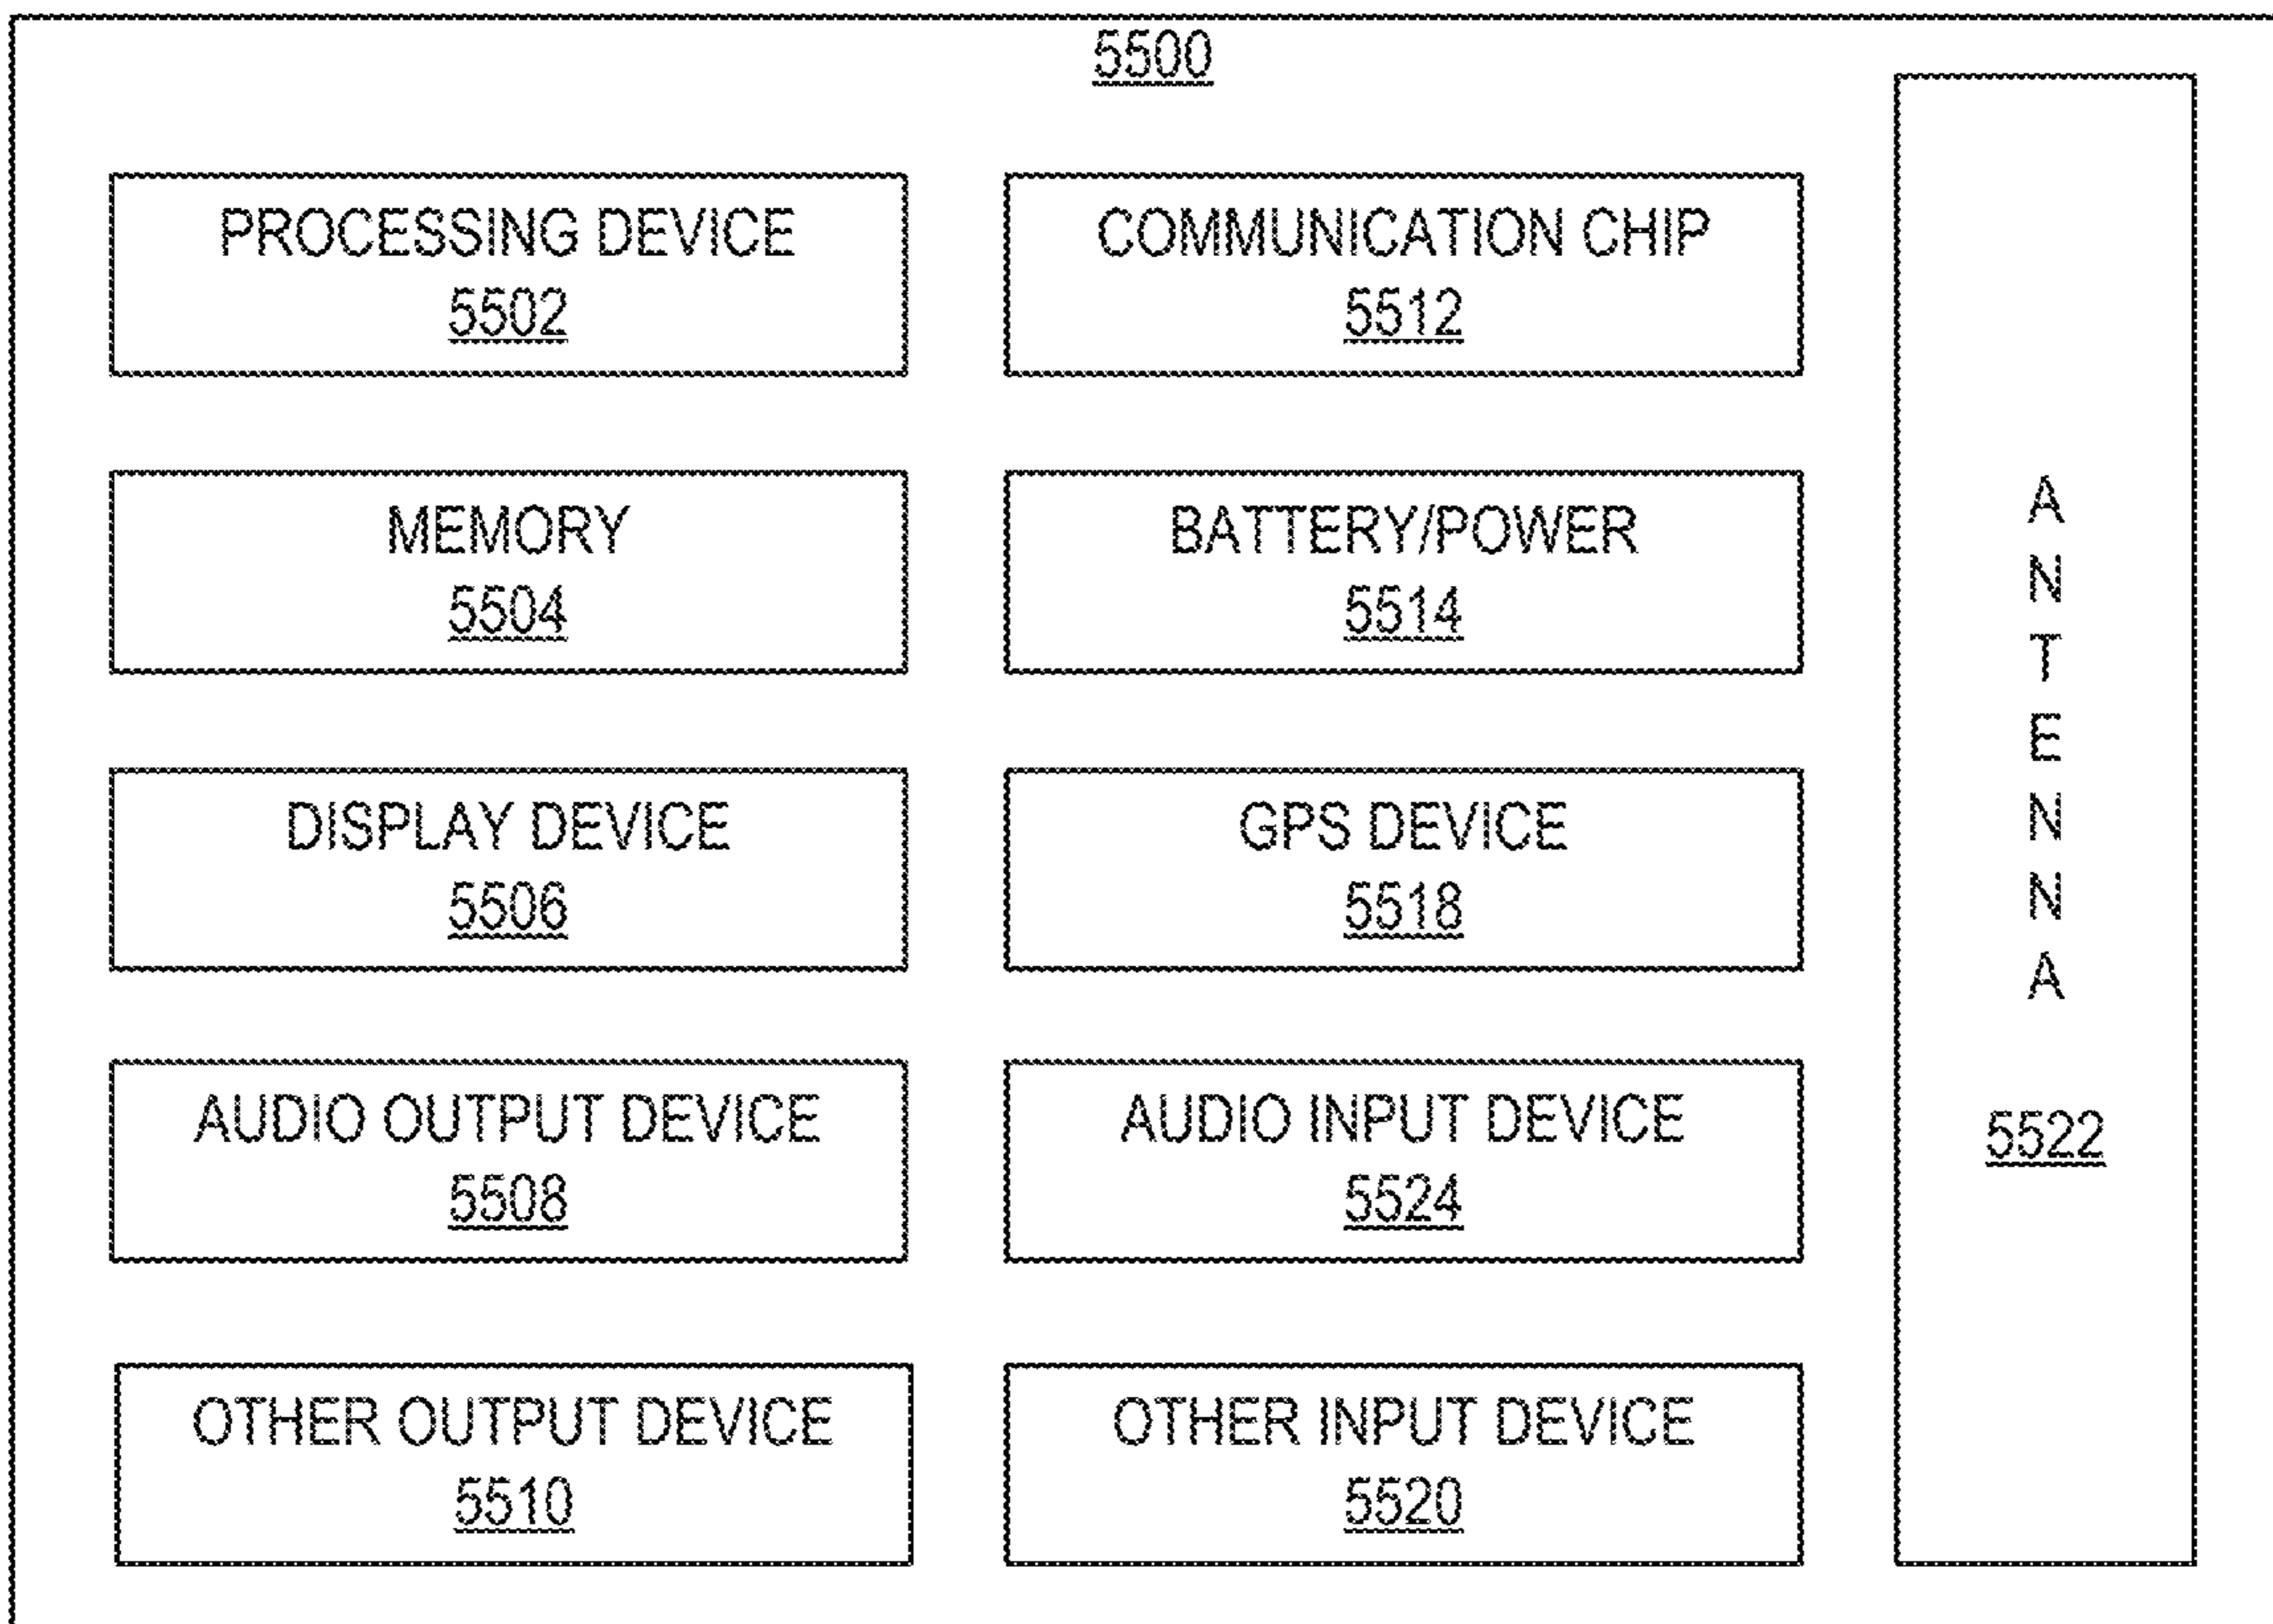 5500
PROCESSING DEVICE
5502
COMMUNICATION CHIP
5512
MEMORY
5504
BATTERY/POWER
5514
DISPLAY DEVICE
5506
GPS DEVICE
5518
AUDIO OUTPUT DEVICE
5508
AUDIO INPUT DEVICE
5524
OTHER OUTPUT DEVICE
5510
OTHER INPUT DEVICE
5520
ANTENNA
5522